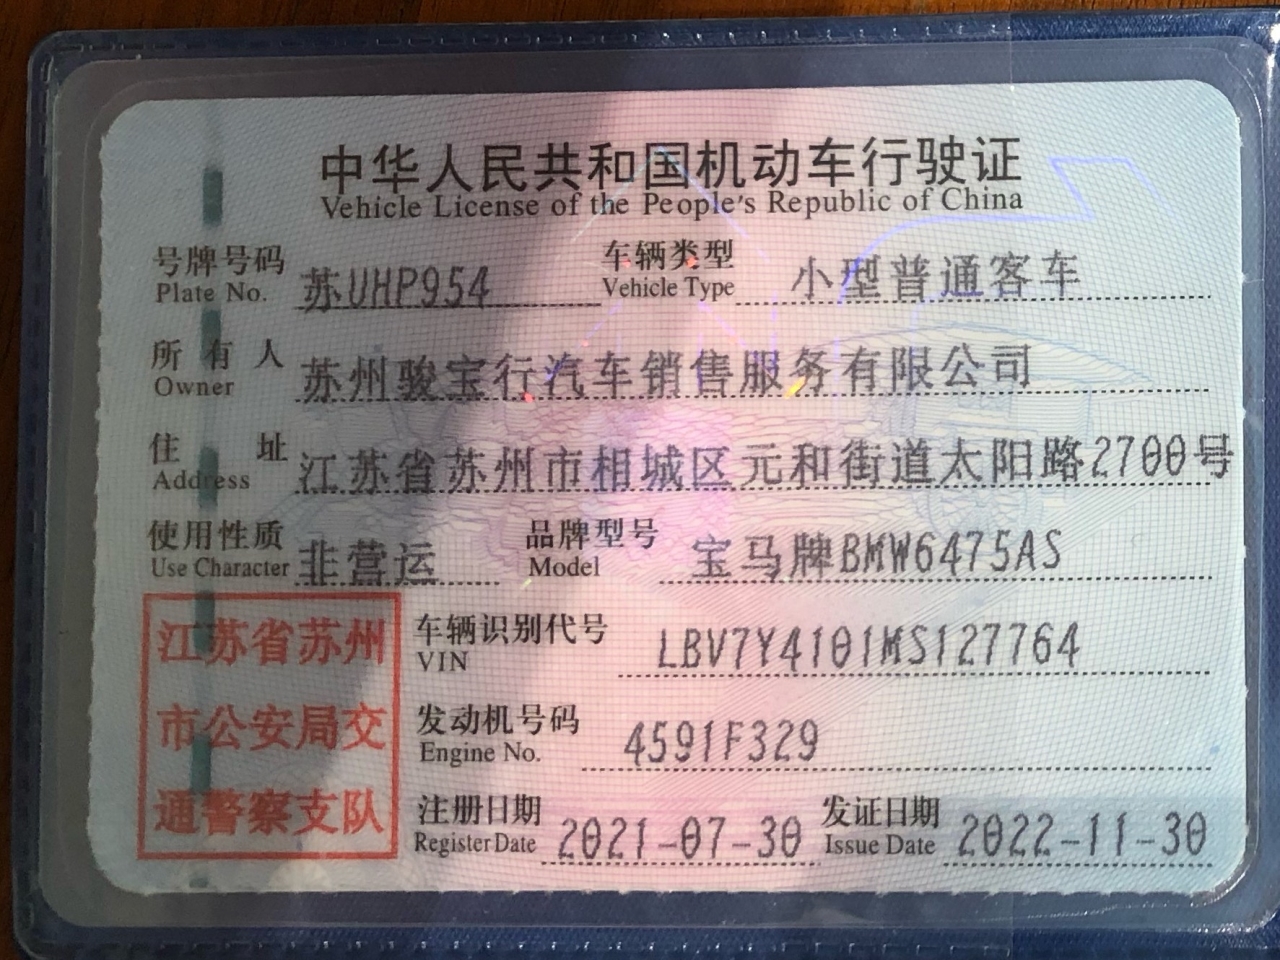 中华人民共和国机动车行驶证
Vehicle License of the People's Republic of China
号牌号码 苏UHP954 车辆类型 小型普通客车
Plate No. Vehicle Type
所有人 苏州骏宝行汽车销售服务有限公司
Owner
住址 江苏省苏州市相城区元和街道太阳路2700号
Address
使用性质 非营运 品牌型号 宝马牌BMW6475AS
Use Character Model
车辆识别代号 LBV7Y4101MS127764
VIN
发动机号码 4591F329
Engine No.
注册日期 2021-07-30 发证日期 2022-11-30
Register Date Issue Date
江苏省苏州
市公安局交
通警察支队